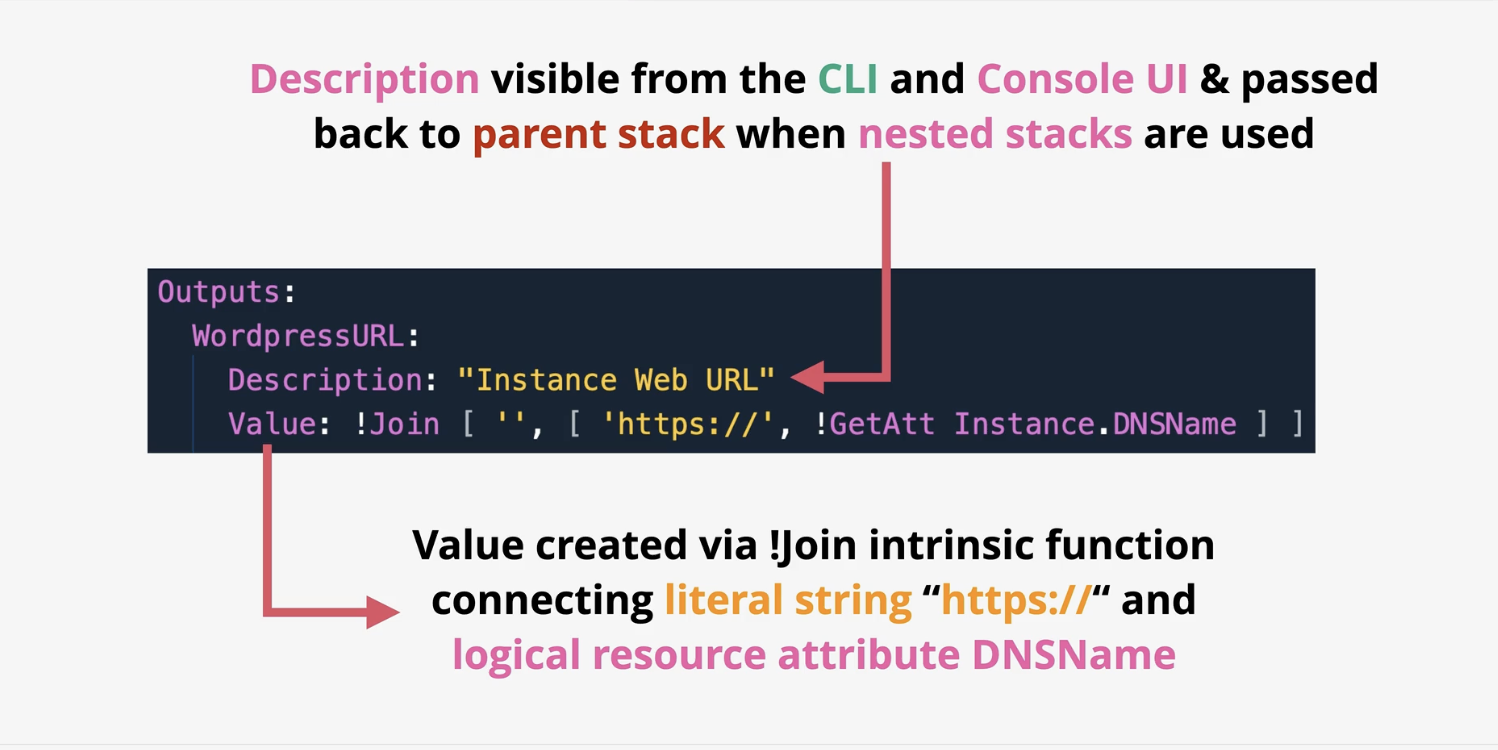 Description visible from the CLI and Console UI & passed
back to parent stack when nested stacks are used
Outputs:
  WordpressURL:
    Description: "Instance Web URL"
    Value: !Join [ '', [ 'https://', !GetAtt Instance.DNSName ] ]
Value created via !Join intrinsic function
connecting literal string “https://“ and
logical resource attribute DNSName